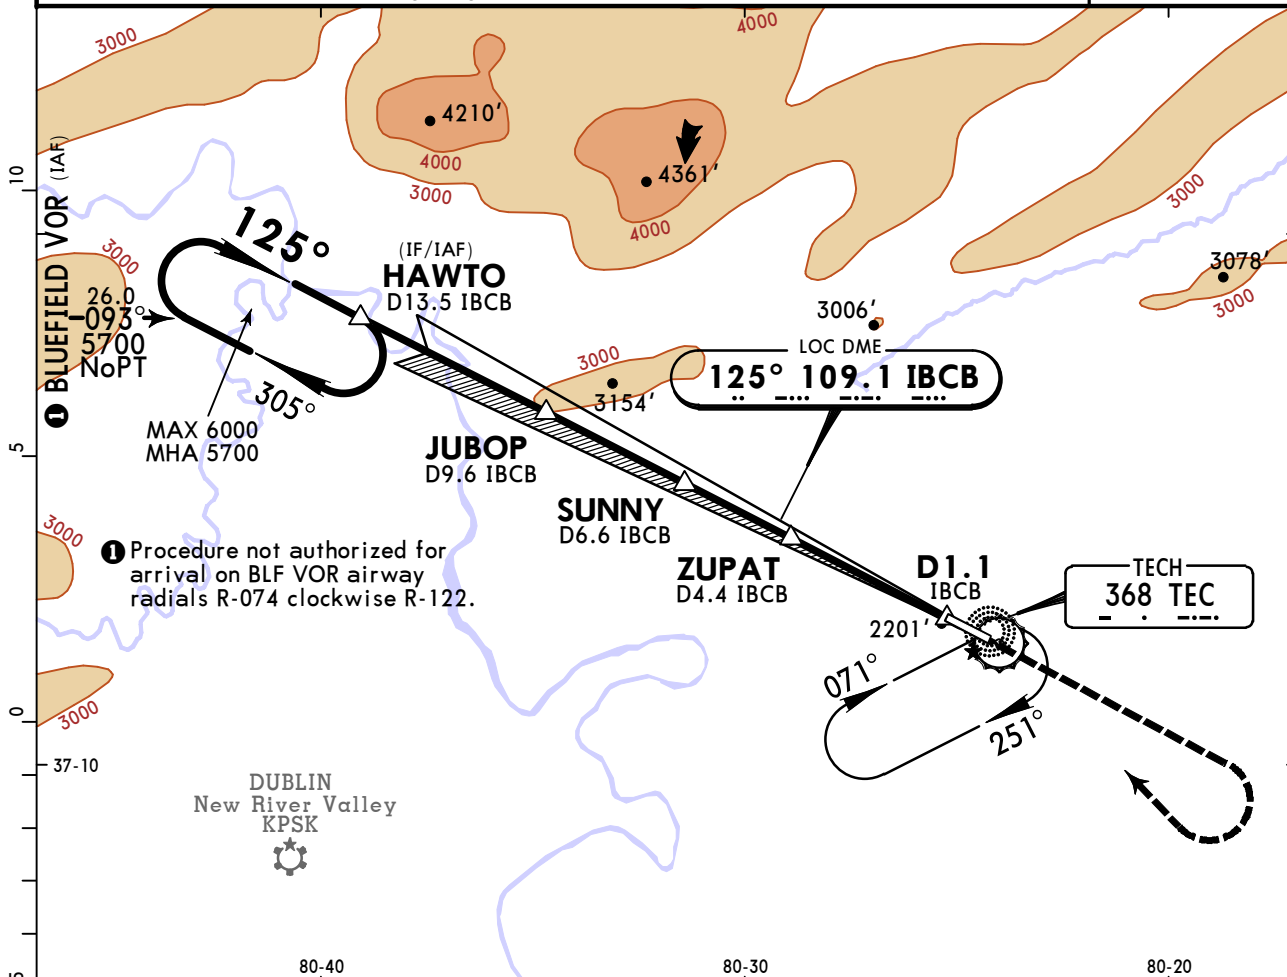 3000
4000
4210′
4000
3000
4361′
4000
3000
3078′
3000
10
❶ BLUEFIELD VOR (IAF)
3000
26.0
093°
5700
NoPT
125°
(IF/IAF)
HAWTO
D13.5 IBCB
3006′
LOC DME
125° 109.1 IBCB
3000
3154′
305°
MAX 6000
MHA 5700
JUBOP
D9.6 IBCB
5
SUNNY
D6.6 IBCB
3000
❶ Procedure not authorized for
arrival on BLF VOR airway
radials R-074 clockwise R-122.
ZUPAT
D4.4 IBCB
D1.1
IBCB
TECH
368 TEC
2201′
071°
251°
0
3000
37-10
DUBLIN
New River Valley
KPSK
80-40
80-30
80-20